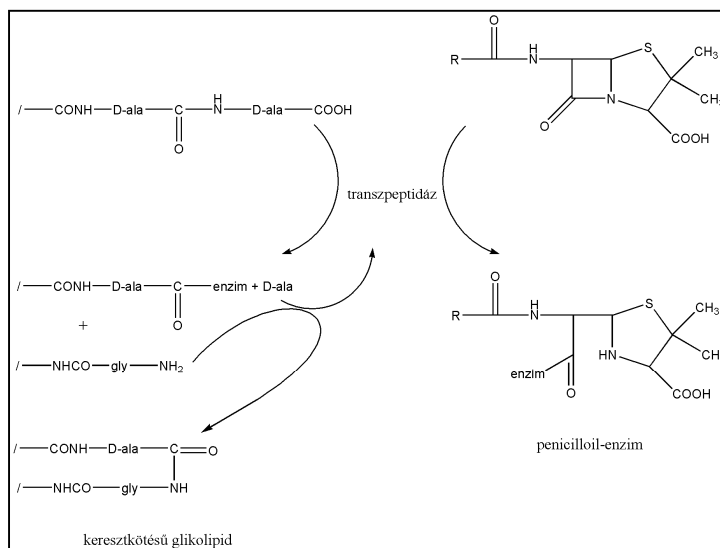 / — CONH — D-ala — C — N — D-ala — COOH
H
O
O
R
H
N
S
CH3
CH3
N
O
COOH
transzpeptidáz
/ — CONH — D-ala — C — enzim + D-ala
O
+
/ — NHCO — gly — NH2
O
R
H
N
S
CH3
CH3
HN
enzim
O
COOH
penicilloil-enzim
/ — CONH — D-ala — C = O
/ — NHCO — gly — NH
keresztkötésű glikolipid